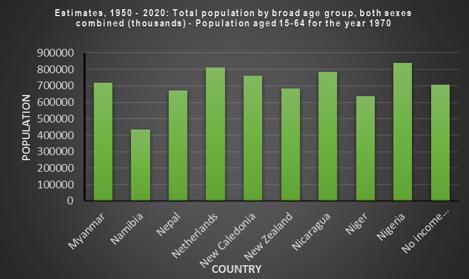 Estimates, 1950 - 2020: Total population by broad age group, both sexes
combined (thousands) - Population aged 15-64 for the year 1970
POPULATION
900000
800000
700000
600000
500000
400000
300000
200000
100000
0
Myanmar
Namibia
Nepal
Netherlands
New Caledonia
New Zealand
Nicaragua
Niger
Nigeria
No income...
COUNTRY